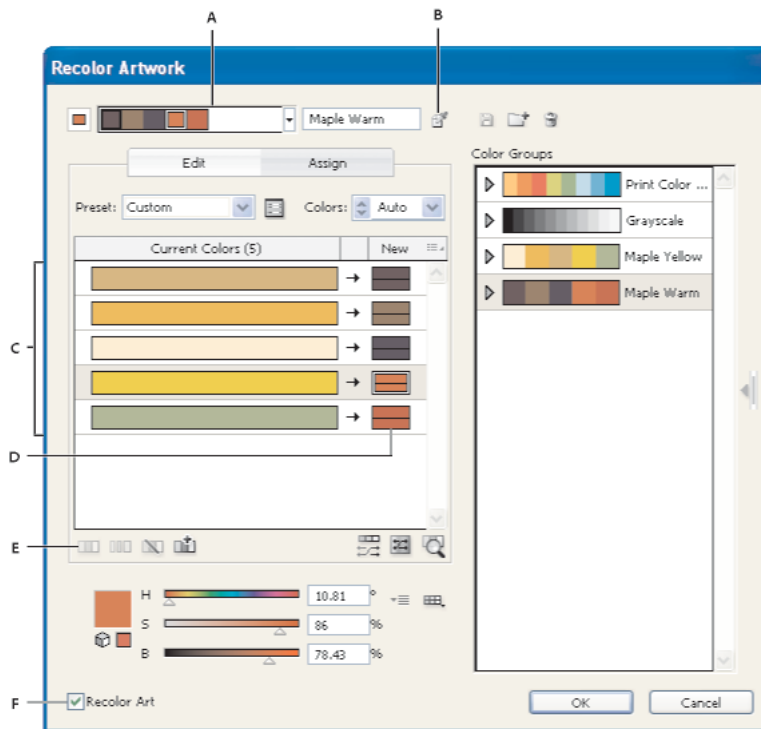 A
B
Recolor Artwork
Maple Warm
Edit
Assign
Color Groups
Preset: Custom
Colors: Auto
Print Color ...
Grayscale
Maple Yellow
Maple Warm
Current Colors (5)
New
C
D
E
H
10.81
°
S
86
%
B
78.43
%
F
Recolor Art
OK
Cancel